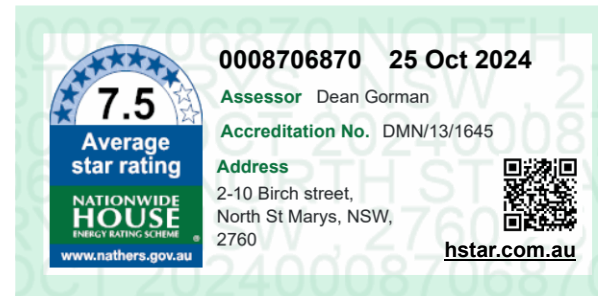 0008706870 25 Oct 2024
7.5
Average
star rating
NATIONWIDE
HOUSE
ENERGY RATING SCHEME ®
www.nathers.gov.au
Assessor Dean Gorman
Accreditation No. DMN/13/1645
Address
2-10 Birch street,
North St Marys, NSW,
2760
hstar.com.au